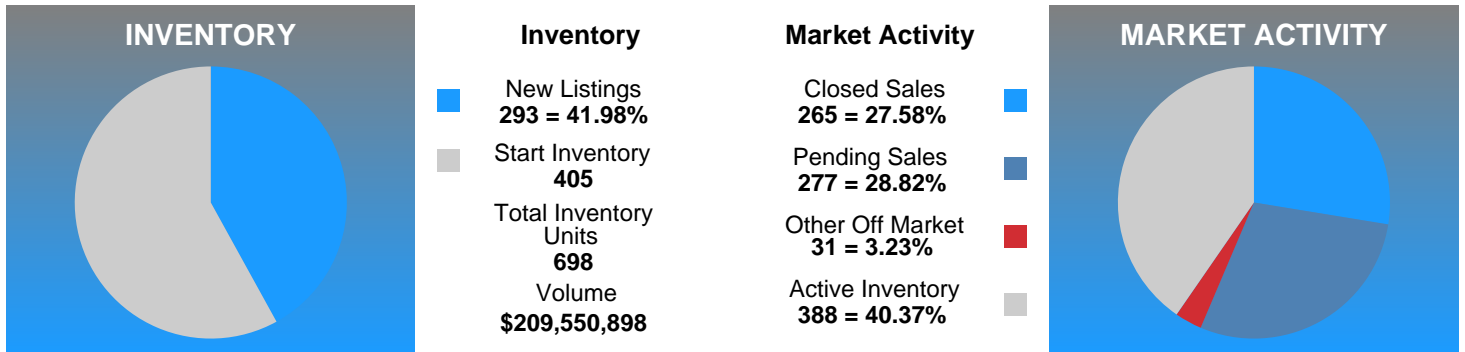 INVENTORY
Inventory
New Listings
293 = 41.98%
Start Inventory
405
Total Inventory
Units
698
Volume
$209,550,898
Market Activity
Closed Sales
265 = 27.58%
Pending Sales
277 = 28.82%
Other Off Market
31 = 3.23%
Active Inventory
388 = 40.37%
MARKET ACTIVITY